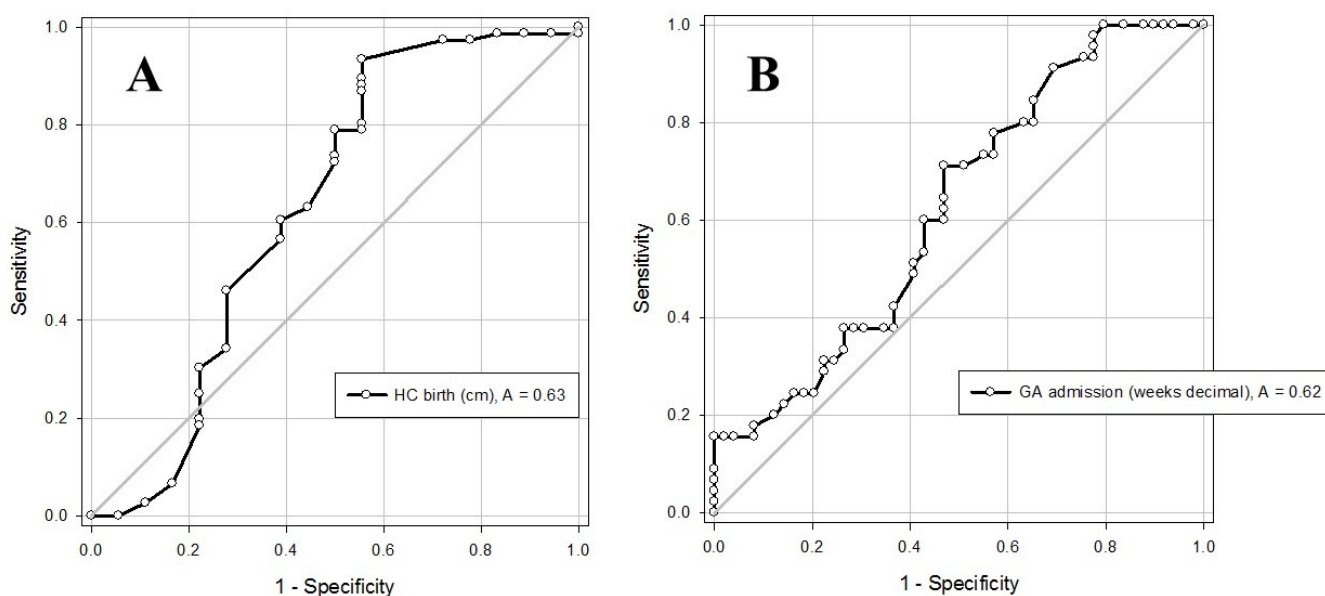 A
1.0
0.8
0.6
0.4
0.2
0.0
Sensitivity
HC birth (cm), A = 0.63
0.0 0.2 0.4 0.6 0.8 1.0
1 - Specificity
B
1.0
0.8
0.6
0.4
0.2
0.0
Sensitivity
GA admission (weeks decimal), A = 0.62
0.0 0.2 0.4 0.6 0.8 1.0
1 - Specificity